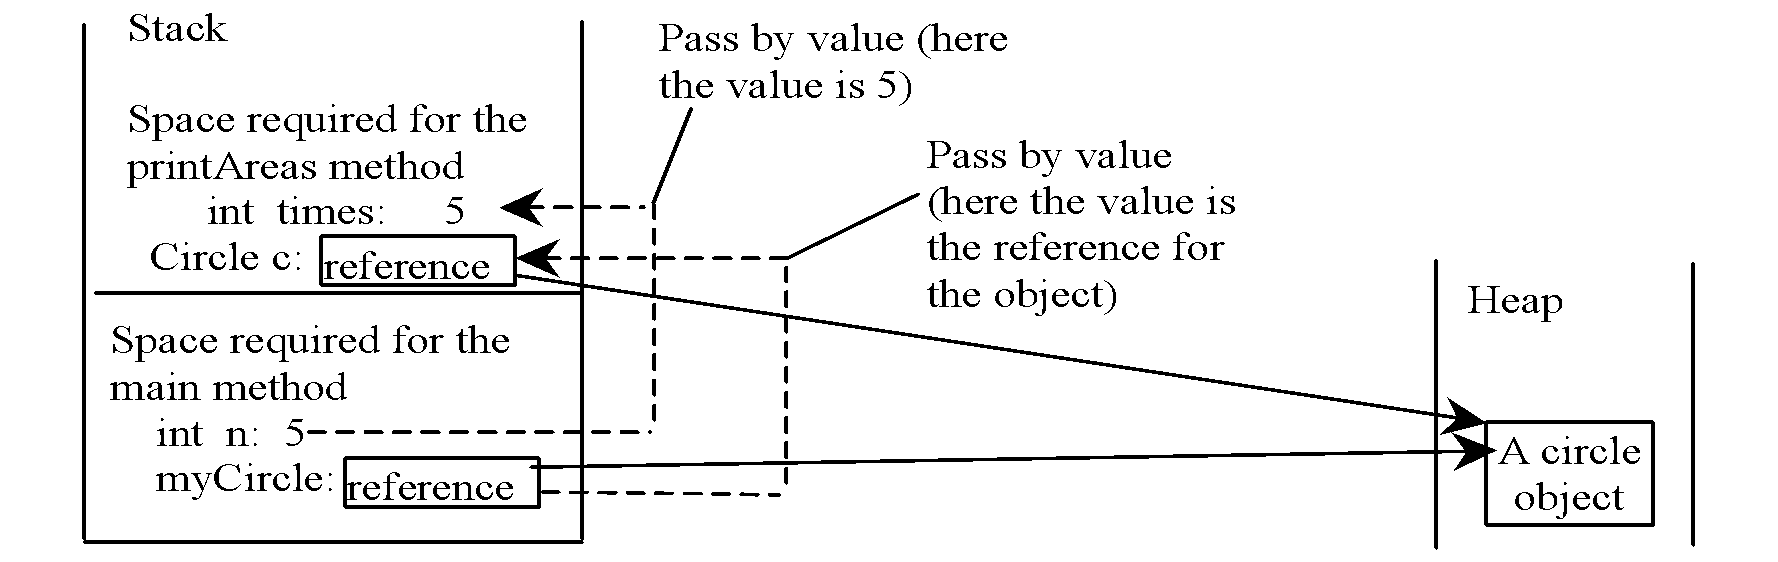 Stack
Space required for the
printAreas method
int times: 5
Circle c: reference
Space required for the
main method
int n: 5
myCircle: reference
Pass by value (here
the value is 5)
Pass by value
(here the value is
the reference for
the object)
Heap
A circle
object